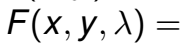 F(x, y, λ) =